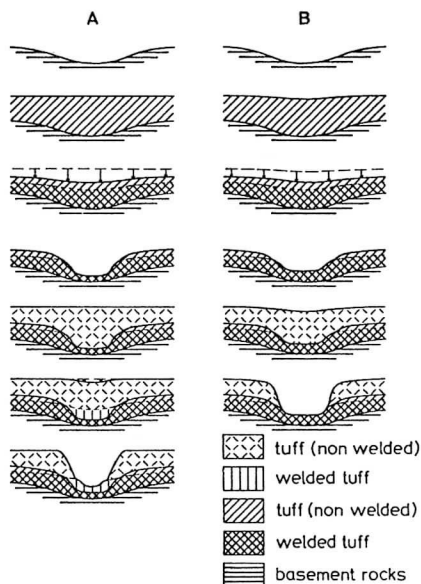 A B
tuff (non welded)
welded tuff
tuff (non welded)
welded tuff
basement rocks